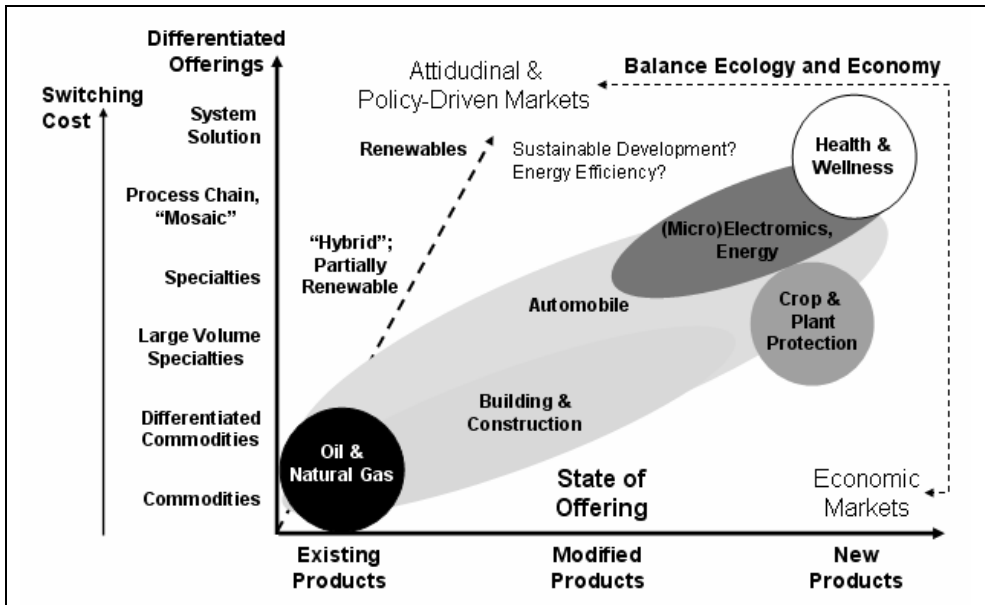 Differentiated
Offerings
Switching
Cost
System
Solution
Process Chain,
“Mosaic”
Specialties
Large Volume
Specialties
Differentiated
Commodities
Commodities
Attidudinal &
Policy-Driven Markets
Balance Ecology and Economy
Renewables
Sustainable Development?
Energy Efficiency?
Health &
Wellness
“Hybrid”;
Partially
Renewable
(Micro)Electromics,
Energy
Automobile
Crop &
Plant
Protection
Building &
Construction
Oil &
Natural Gas
State of
Offering
Economic
Markets
Existing
Products
Modified
Products
New
Products